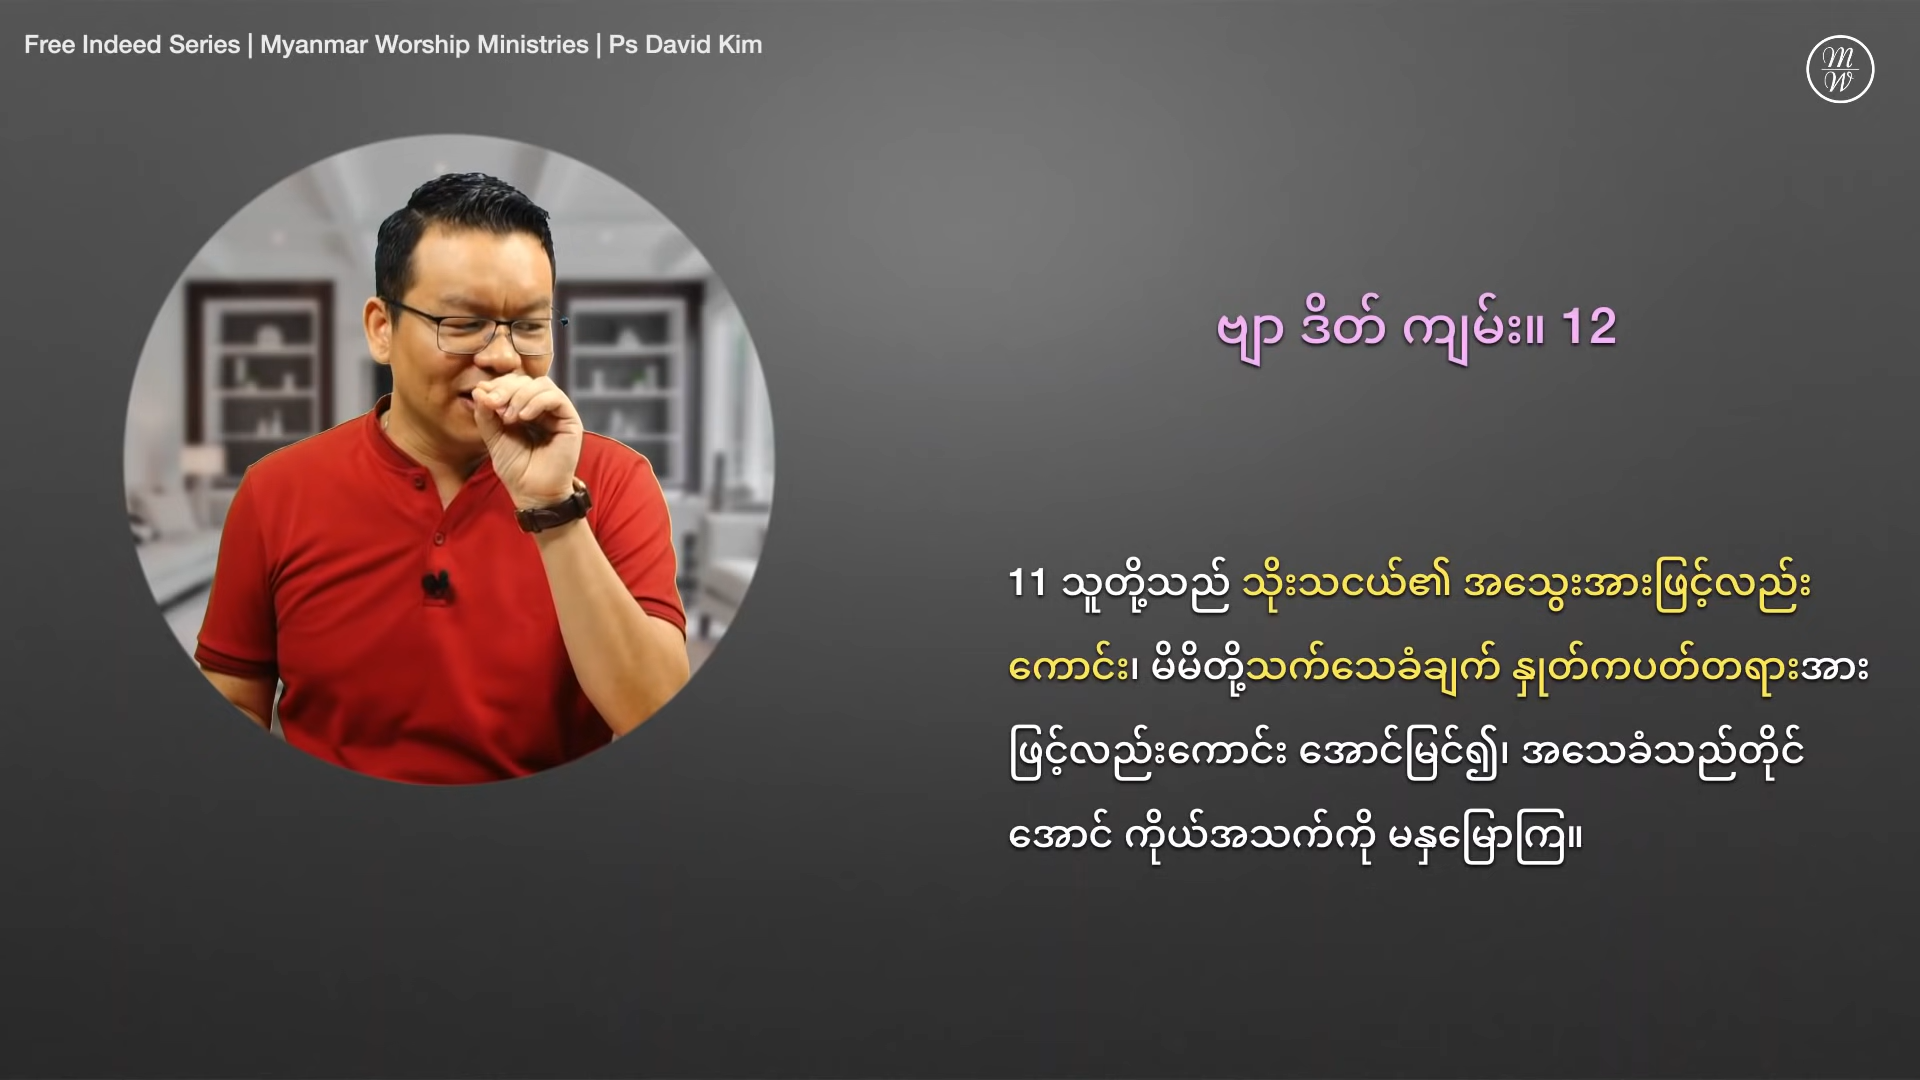 Free Indeed Series | Myanmar Worship Ministries | Ps David Kim
M
W
ဗျာ ဒိတ် ကျမ်း။ 12
11 သူတို့သည် သိုးသငယ်၏ အသွေးအားဖြင့်လည်း
ကောင်း၊ မိမိတို့သက်သေခံချက် နှုတ်ကပတ်တရားအား
ဖြင့်လည်းကောင်း အောင်မြင်၍၊ အသေခံသည်တိုင်
အောင် ကိုယ်အသက်ကို မနှမြောကြ။